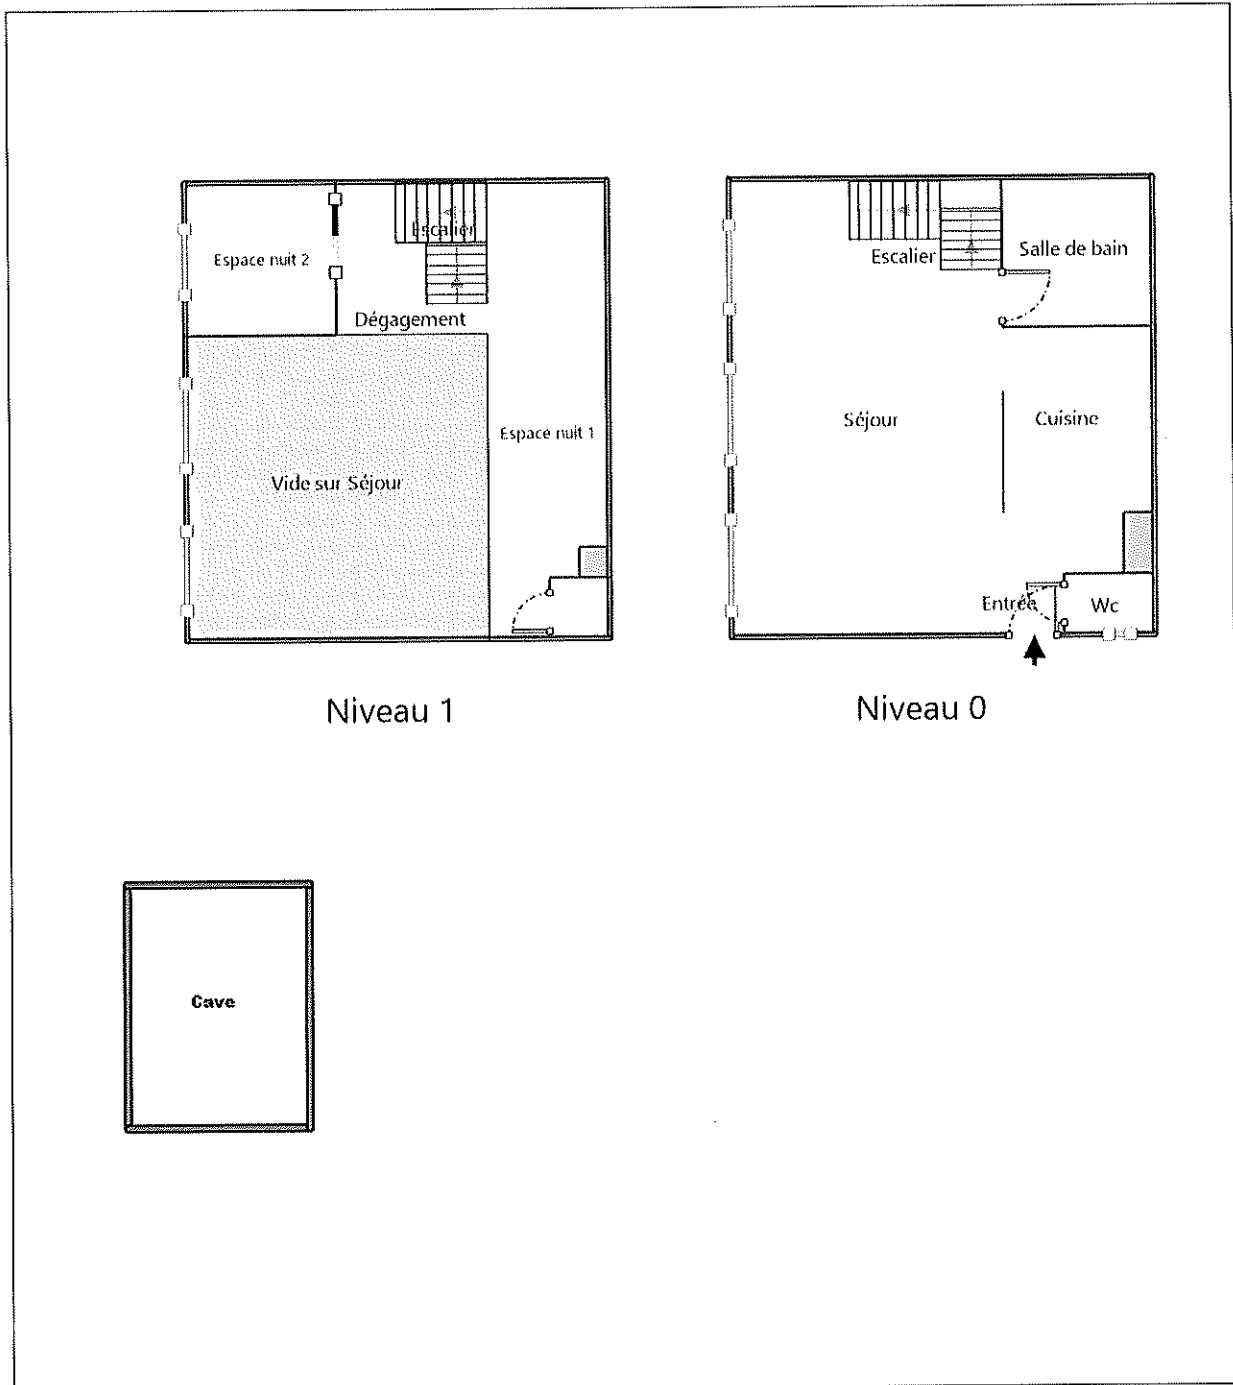 Espace nuit 2
Escalier
Dégagement
Espace nuit 1
Vide sur Séjour
Niveau 1
Escalier
Salle de bain
Séjour
Cuisine
Entrée
Wc
Niveau 0
Cave